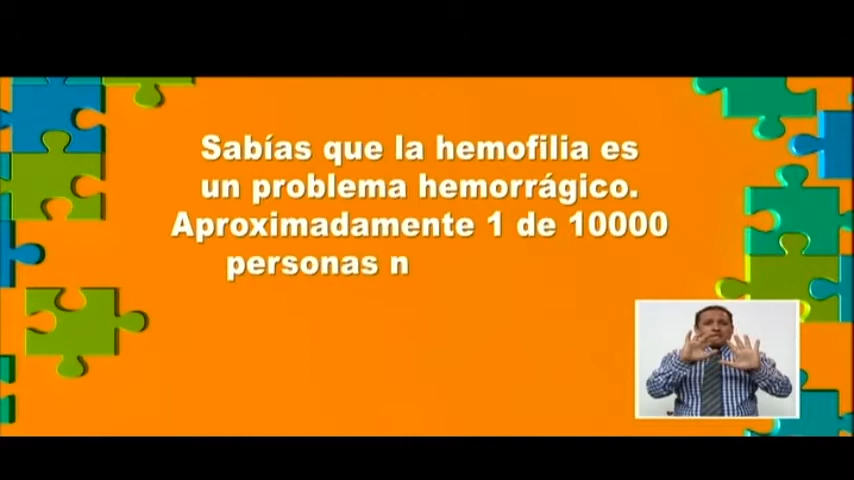 Sabías que la hemofilia es
un problema hemorrágico.
Aproximadamente 1 de 10000
personas n